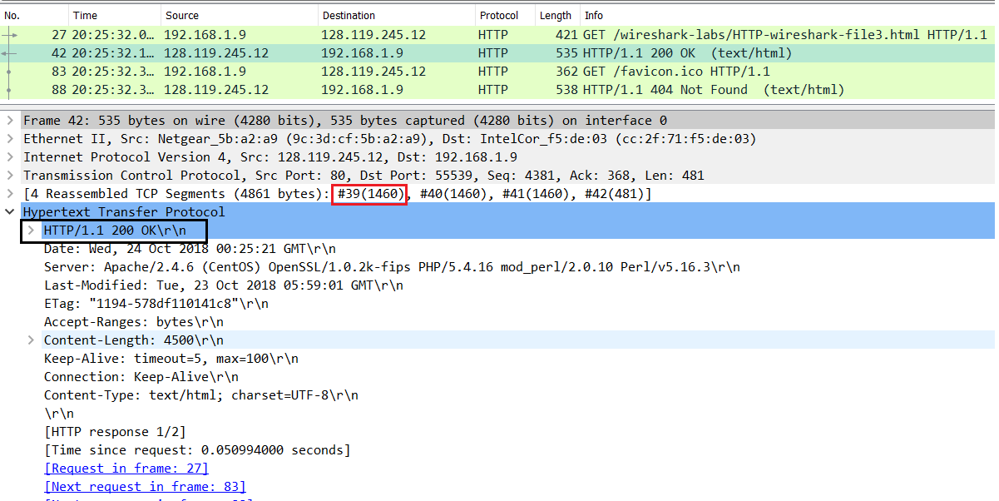 No. Time Source Destination Protocol Length Info
27 20:25:32.0… 192.168.1.9 128.119.245.12 HTTP 421 GET /wireshark-labs/HTTP-wireshark-file3.html HTTP/1.1
42 20:25:32.1… 128.119.245.12 192.168.1.9 HTTP 535 HTTP/1.1 200 OK  (text/html)
83 20:25:32.3… 192.168.1.9 128.119.245.12 HTTP 362 GET /favicon.ico HTTP/1.1
88 20:25:32.3… 128.119.245.12 192.168.1.9 HTTP 538 HTTP/1.1 404 Not Found  (text/html)
Frame 42: 535 bytes on wire (4280 bits), 535 bytes captured (4280 bits) on interface 0
Ethernet II, Src: Netgear_5b:a2:a9 (9c:3d:cf:5b:a2:a9), Dst: IntelCor_f5:de:03 (cc:2f:71:f5:de:03)
Internet Protocol Version 4, Src: 128.119.245.12, Dst: 192.168.1.9
Transmission Control Protocol, Src Port: 80, Dst Port: 55539, Seq: 4381, Ack: 368, Len: 481
[4 Reassembled TCP Segments (4861 bytes): #39(1460), #40(1460), #41(1460), #42(481)]
Hypertext Transfer Protocol
HTTP/1.1 200 OK\r\n
Date: Wed, 24 Oct 2018 00:25:21 GMT\r\n
Server: Apache/2.4.6 (CentOS) OpenSSL/1.0.2k-fips PHP/5.4.16 mod_perl/2.0.10 Perl/v5.16.3\r\n
Last-Modified: Tue, 23 Oct 2018 05:59:01 GMT\r\n
ETag: "1194-578df110141c8"\r\n
Accept-Ranges: bytes\r\n
Content-Length: 4500\r\n
Keep-Alive: timeout=5, max=100\r\n
Connection: Keep-Alive\r\n
Content-Type: text/html; charset=UTF-8\r\n
\r\n
[HTTP response 1/2]
[Time since request: 0.050994000 seconds]
[Request in frame: 27]
[Next request in frame: 83]